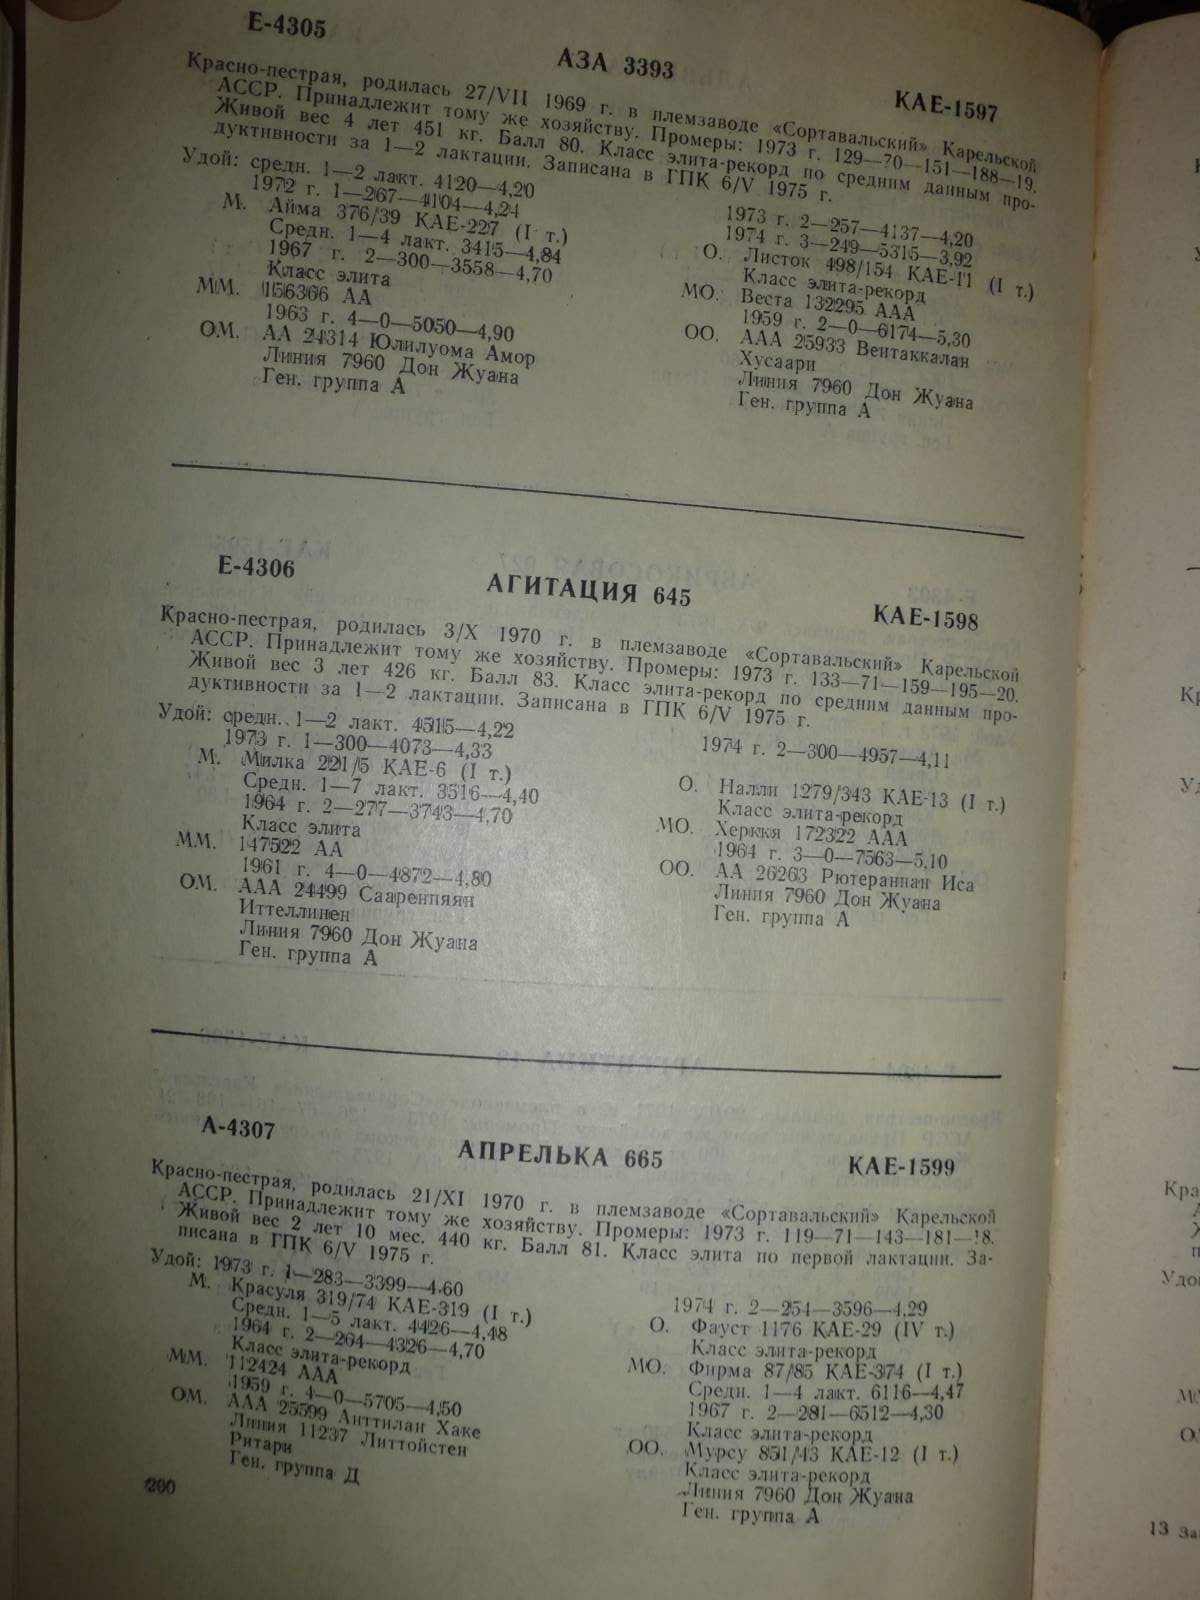 Е-4305
АЗА 3393
КАЕ-1597
Красно-пестрая, родилась 27/VII 1969 г. в племзаводе «Сортавальский» Карельской
АССР. Принадлежит тому же хозяйству. Промеры: 1973 г. 129—70—151—188—19.
Живой вес 4 лет 451 кг. Балл 80. Класс элита-рекорд по средним данным про-
дуктивности за 1—2 лактации. Записана в ГПК 6/V 1975 г.
Удой: средн. 1—2 лакт. 4120—4,20
1972 г. 1—267—4104—4,24
М. Айма 376/39 КАЕ-227 (I т.)
Средн. 1—4 лакт. 3415—4,84
1967 г. 2—300—3558—4,70
Класс элита
ММ. 156366 АА
1963 г. 4—0—5050—4,90
ОМ. АА 24314 Юлилуома Амор
Линия 7960 Дон Жуана
Ген. группа А
1973 г. 2—257—4137—4,20
1974 г. 3—249—5315—3,92
О. Листок 498/154 КАЕ-11 (I т.)
Класс элита-рекорд
МО. Веста 132295 ААА
1959 г. 2—0—6174—5,30
ОО. ААА 25933 Вентаккалан
Хусаари
Линия 7960 Дон Жуана
Ген. группа А
Е-4306
АГИТАЦИЯ 645
КАЕ-1598
Красно-пестрая, родилась 3/X 1970 г. в племзаводе «Сортавальский» Карельской
АССР. Принадлежит тому же хозяйству. Промеры: 1973 г. 133—71—159—195—20.
Живой вес 3 лет 426 кг. Балл 83. Класс элита-рекорд по средним данным про-
дуктивности за 1—2 лактации. Записана в ГПК 6/V 1975 г.
Удой: средн. 1—2 лакт. 4515—4,22
1973 г. 1—300—4073—4,33
М. Милка 221/5 КАЕ-6 (I т.)
Средн. 1—7 лакт. 3516—4,40
1964 г. 2—277—3743—4,70
Класс элита
ММ. 147522 АА
1961 г. 4—0—4872—4,80
ОМ. ААА 24499 Сааренпяян
Иттеллинен
Линия 7960 Дон Жуана
Ген. группа А
1974 г. 2—300—4957—4,11
О. Налли 1279/343 КАЕ-13 (I т.)
Класс элита-рекорд
МО. Херккя 172322 ААА
1964 г. 3—0—7563—5,10
ОО. АА 26263 Рютераннан Иса
Линия 7960 Дон Жуана
Ген. группа А
А-4307
АПРЕЛЬКА 665
КАЕ-1599
Красно-пестрая, родилась 21/XI 1970 г. в племзаводе «Сортавальский» Карельской
АССР. Принадлежит тому же хозяйству. Промеры: 1973 г. 119—71—143—181—18.
Живой вес 2 лет 10 мес. 440 кг. Балл 81. Класс элита по первой лактации. За-
писана в ГПК 6/V 1975 г.
Удой: 1973 г. 1—283—3399—4,60
М. Красуля 319/74 КАЕ-319 (I т.)
Средн. 1—5 лакт. 4426—4,48
1964 г. 2—264—4326—4,70
Класс элита-рекорд
ММ. 112424 ААА
1959 г. 4—0—5705—4,50
ОМ. ААА 25599 Анттилан Хаке
Линия 11237 Литтойстен
Ритари
Ген. группа Д
1974 г. 2—254—3596—4,29
О. Фауст 1176 КАЕ-29 (IV т.)
Класс элита-рекорд
МО. Фирма 87/85 КАЕ-374 (I т.)
Средн. 1—4 лакт. 6116—4,47
1967 г. 2—281—6512—4,30
Класс элита-рекорд
ОО. Мурсу 851/43 КАЕ-12 (I т.)
Класс элита-рекорд
Линия 7960 Дон Жуана
Ген. группа А
200
13